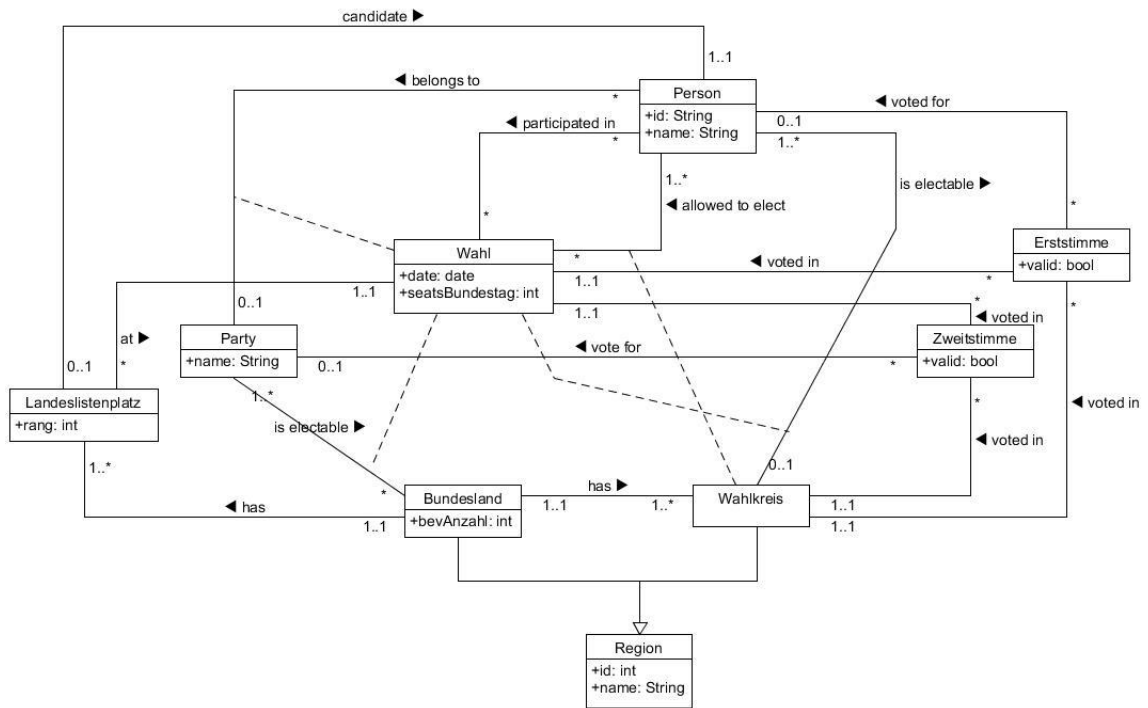 candidate ►
1..1
◄ belongs to
*
Person
+id: String
+name: String
◄ voted for
0..1
◄ participated in
*
1..*
1..*
is electable ►
◄ allowed to elect
*
*
Erststimme
+valid: bool
Wahl
+date: date
+seatsBundestag: int
*
◄ voted in
*
1..1
1..1
*
1..1
*
◄ voted in
0..1
at ►
Party
+name: String
Zweitstimme
+valid: bool
◄ vote for
0..1
*
0..1
*
Landeslistenplatz
+rang: int
1..*
*
◄ voted in
is electable ►
◄ voted in
1..*
0..1
*
has ►
Bundesland
+bevAnzahl: int
Wahlkreis
1..1
1..*
1..1
◄ has
1..1
1..1
Region
+id: int
+name: String